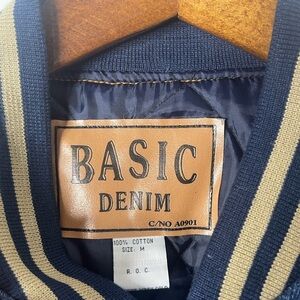 BASIC
DENIM
C/NO A0901
100% COTTON
SIZE: M
R. O. C.